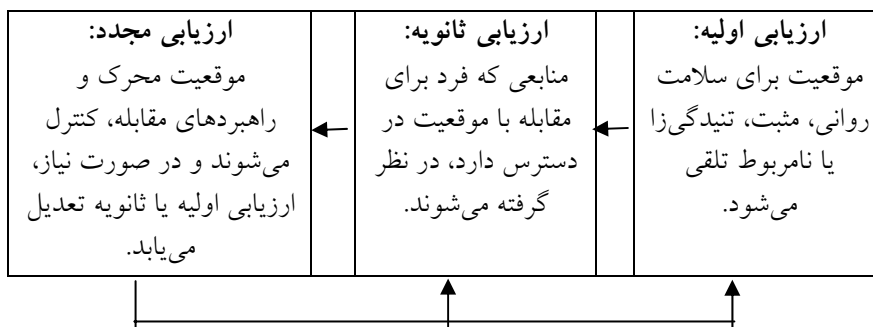 ارزیابی اولیه:
موقعیت برای سلامت
روانی، مثبت، تنیدگی‌زا
یا نامربوط تلقی
می‌شود.
ارزیابی ثانویه:
منابعی که فرد برای
مقابله با موقعیت در
دسترس دارد، در نظر
گرفته می‌شوند.
ارزیابی مجدد:
موقعیت محرک و
راهبردهای مقابله، کنترل
می‌شوند و در صورت نیاز،
ارزیابی اولیه یا ثانویه تعدیل
می‌یابد.